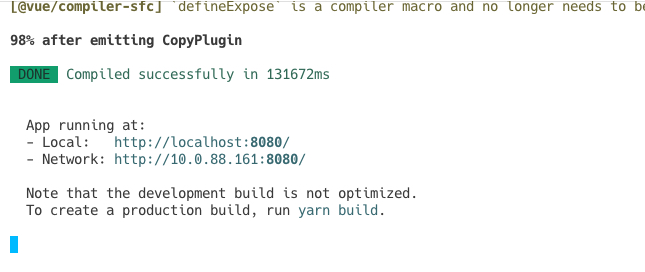 [@vue/compiler-sfc] `defineExpose` is a compiler macro and no longer needs to be
98% after emitting CopyPlugin
DONE Compiled successfully in 131672ms
App running at:
- Local: http://localhost:8080/
- Network: http://10.0.88.161:8080/
Note that the development build is not optimized.
To create a production build, run yarn build.